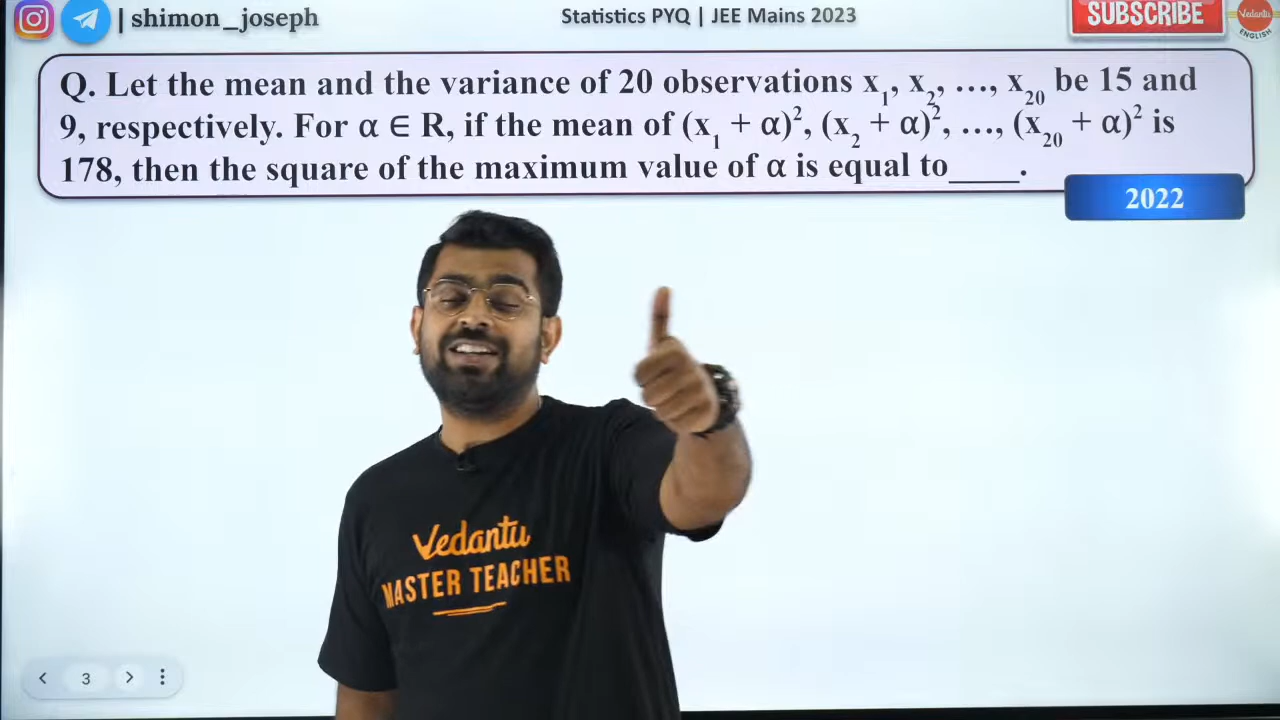 | shimon_joseph
Statistics PYQ | JEE Mains 2023
SUBSCRIBE
Vedantu
ENGLISH
Q. Let the mean and the variance of 20 observations x₁, x₂, …, x₂₀ be 15 and
9, respectively. For α ∈ R, if the mean of (x₁ + α)², (x₂ + α)², …, (x₂₀ + α)² is
178, then the square of the maximum value of α is equal to____.
2022
Vedantu
MASTER TEACHER
3